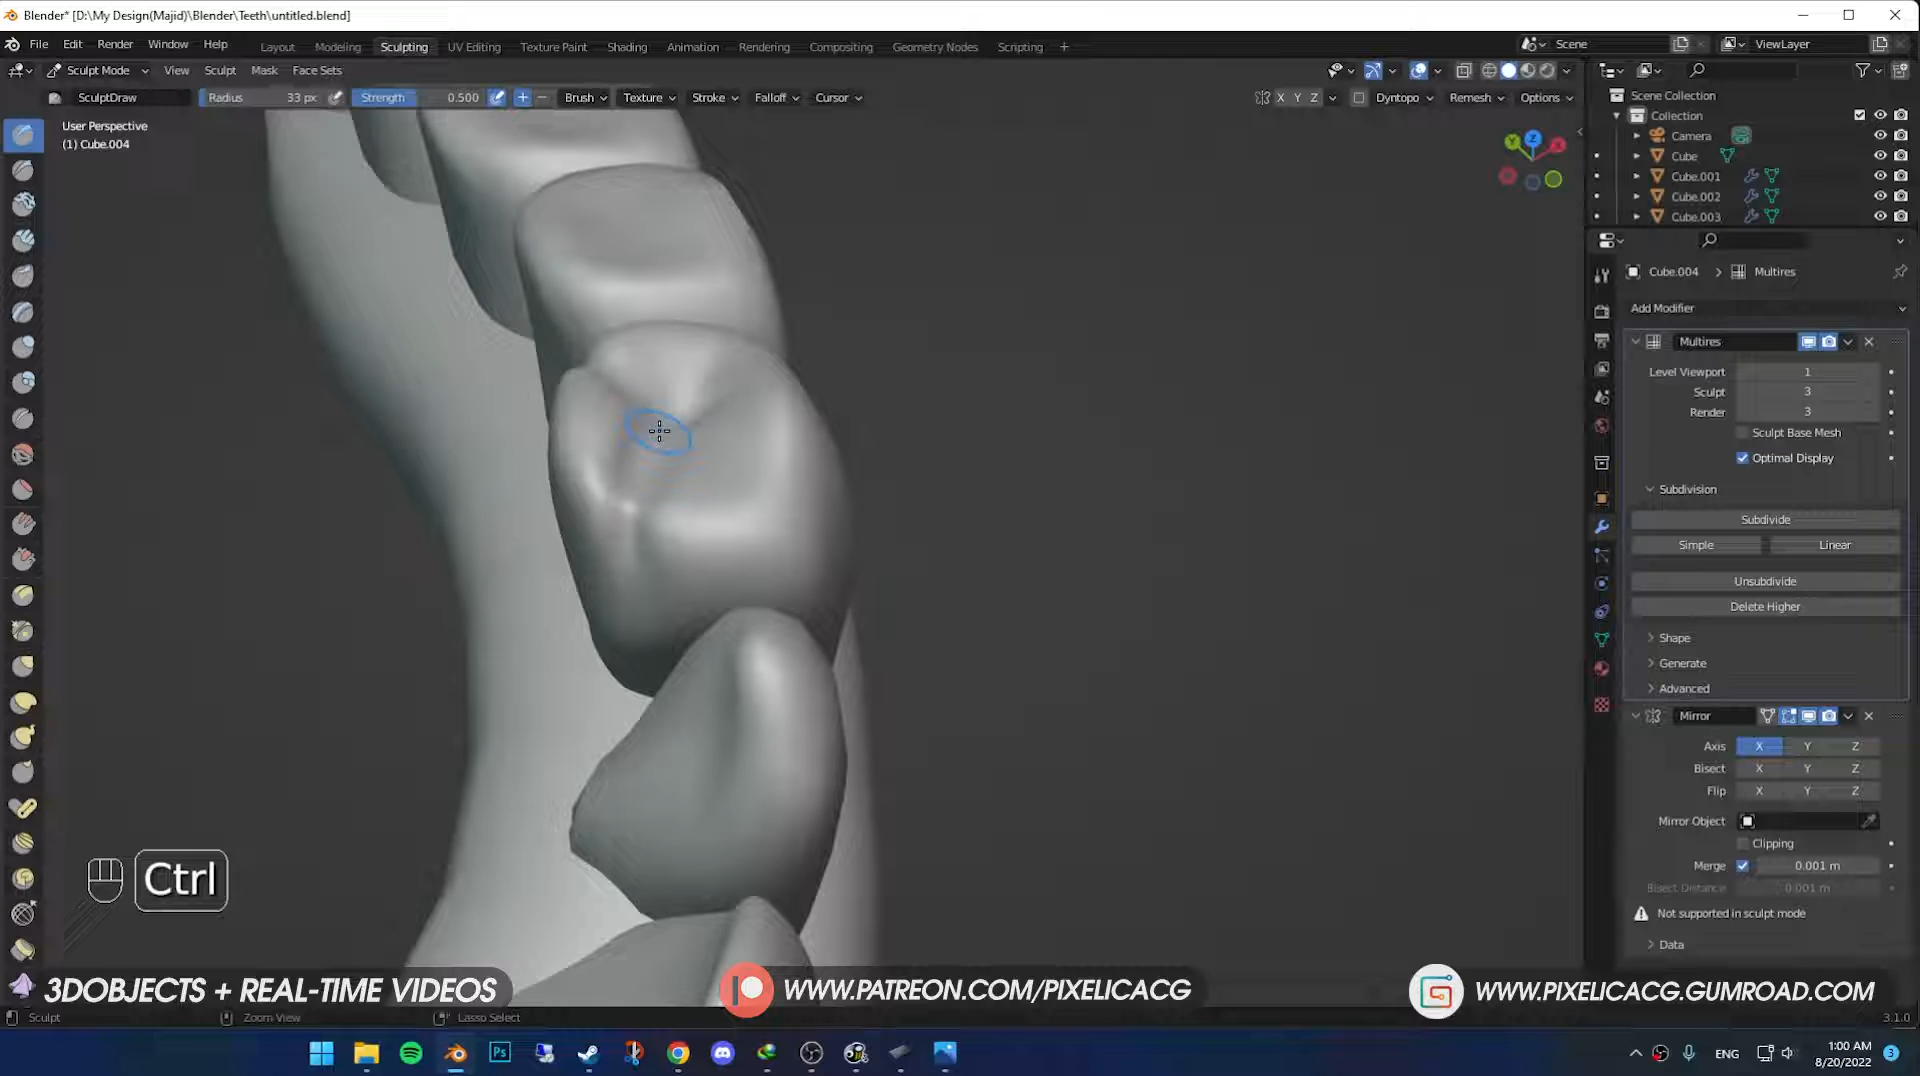 Blender* [D:\My Design(Majid)\Blender\Teeth\untitled.blend]
File Edit Render Window Help Layout Modeling Sculpting UV Editing Texture Paint Shading Animation Rendering Compositing Geometry Nodes Scripting + Scene ViewLayer
Sculpt Mode View Sculpt Mask Face Sets
SculptDraw Radius 33 px Strength 0.500 Brush Texture Stroke Falloff Cursor X Y Z Dyntopo Remesh Options
User Perspective
(1) Cube.004
Scene Collection
Collection
Camera
Cube
Cube.001
Cube.002
Cube.003
Cube.004 > Multires
Add Modifier
Multires
Level Viewport 1
Sculpt 3
Render 3
Sculpt Base Mesh
Optimal Display
Subdivision
Subdivide
Simple Linear
Unsubdivide
Delete Higher
Shape
Generate
Advanced
Mirror
Axis X Y Z
Bisect X Y Z
Flip X Y Z
Mirror Object
Clipping
Merge 0.001 m
Bisect Distance 0.001 m
Not supported in sculpt mode
Data
Ctrl
3DOBJECTS + REAL-TIME VIDEOS WWW.PATREON.COM/PIXELICACG WWW.PIXELICACG.GUMROAD.COM
Sculpt Zoom View Lasso Select 3.1.0
Ps ENG 1:00 AM 3
8/20/2022